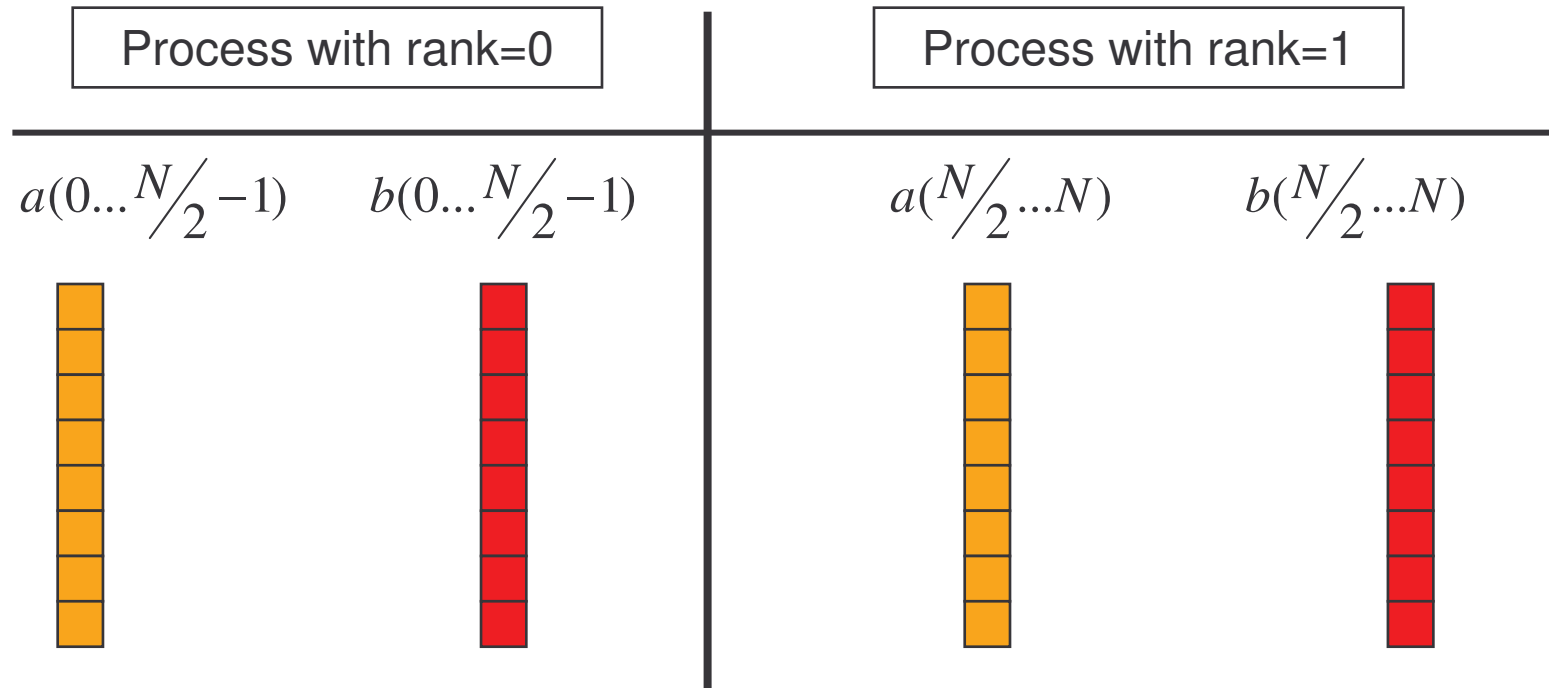 Process with rank=0 Process with rank=1
a(0...N/2−1) b(0...N/2−1) a(N/2...N) b(N/2...N)